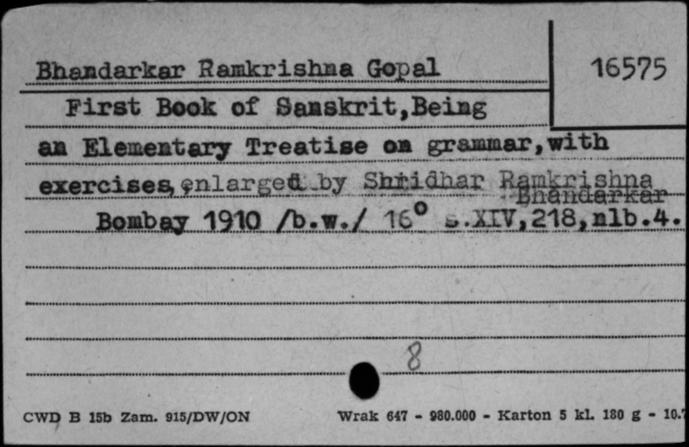 Bhandarkar Ramkrishna Gopal
16575
First Book of Sanskrit,Being
an Elementary Treatise on grammar,with
exercises,enlarged by Shridhar Ramkrishna
Bhandarkar
Bombay 1910 /b.w./ 16° s.XIV,218,nlb.4.
8
CWD B 15b Zam. 915/DW/ON
Wrak 647 - 980.000 - Karton 5 kl. 180 g - 10.7